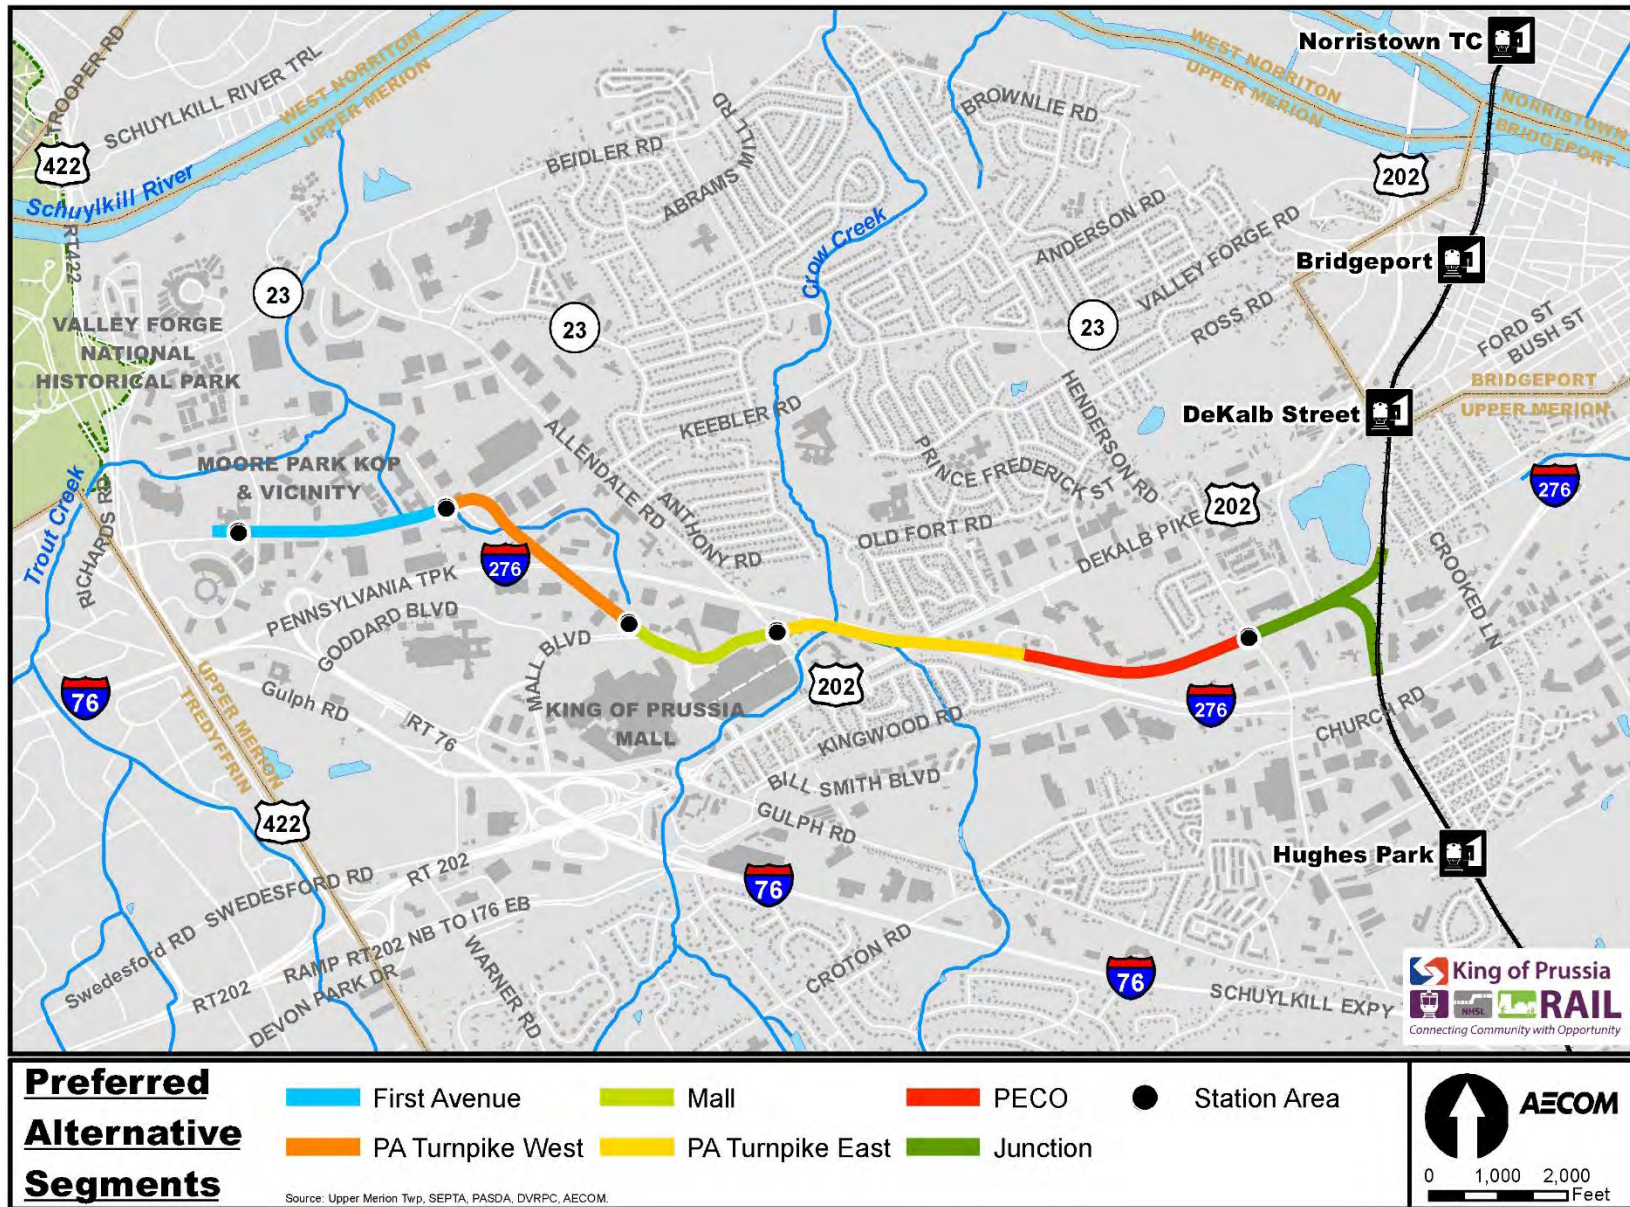 Norristown TC
TROOPER RD
SCHUYLKILL RIVER TRL
WEST NORRITON
UPPER MERION
WEST NORRITON
UPPER MERION
NORRISTOWN
BRIDGEPORT
422
Schuylkill River
RT422
BEIDLER RD
ABRAMS MILL RD
BROWNLIE RD
202
Crow Creek
ANDERSON RD
VALLEY FORGE RD
ROSS RD
Bridgeport
23
23
23
VALLEY FORGE
NATIONAL
HISTORICAL PARK
FORD ST
BUSH ST
BRIDGEPORT
UPPER MERION
DeKalb Street
KEEBLER RD
HENDERSON RD
PRINCE FREDERICK ST
ALLENDALE RD
ANTHONY RD
MOORE PARK KOP
& VICINITY
Trout Creek
RICHARDS RD
OLD FORT RD
DEKALB PIKE
202
276
CROOKED LN
276
PENNSYLVANIA TPK
GODDARD BLVD
MALL BLVD
76
Gulph RD
RT 76
UPPER MERION
TREDYFFRIN
KING OF PRUSSIA
MALL
202
KINGWOOD RD
276
CHURCH RD
BILL SMITH BLVD
GULPH RD
422
Hughes Park
76
SWEDESFORD RD
RT 202
Swedesford RD
RT202
RAMP RT202 NB TO I76 EB
DEVON PARK DR
WARNER RD
CROTON RD
76
SCHUYLKILL EXPY
King of Prussia
NHSL
RAIL
Connecting Community with Opportunity
Preferred
Alternative
Segments
First Avenue
Mall
PECO
Station Area
PA Turnpike West
PA Turnpike East
Junction
Source: Upper Merion Twp, SEPTA, PASDA, DVRPC, AECOM.
AECOM
0 1,000 2,000
Feet